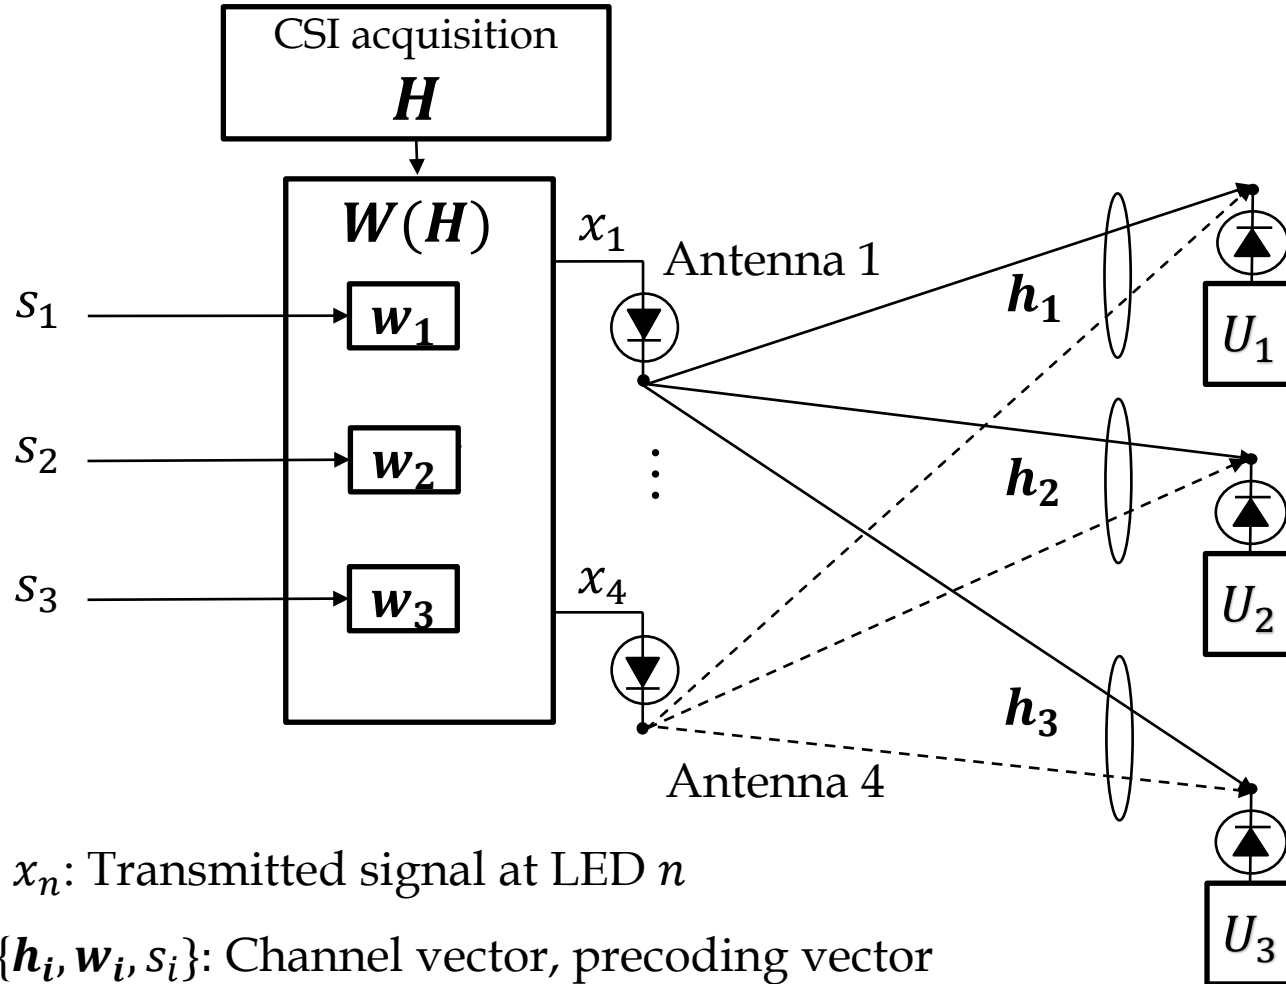 CSI acquisition
H
W(H)
x₁
Antenna 1
s₁
w₁
h₁
U₁
s₂
w₂
h₂
U₂
s₃
w₃
x₄
h₃
Antenna 4
U₃
xₙ: Transmitted signal at LED n
{hᵢ, wᵢ, sᵢ}: Channel vector, precoding vector